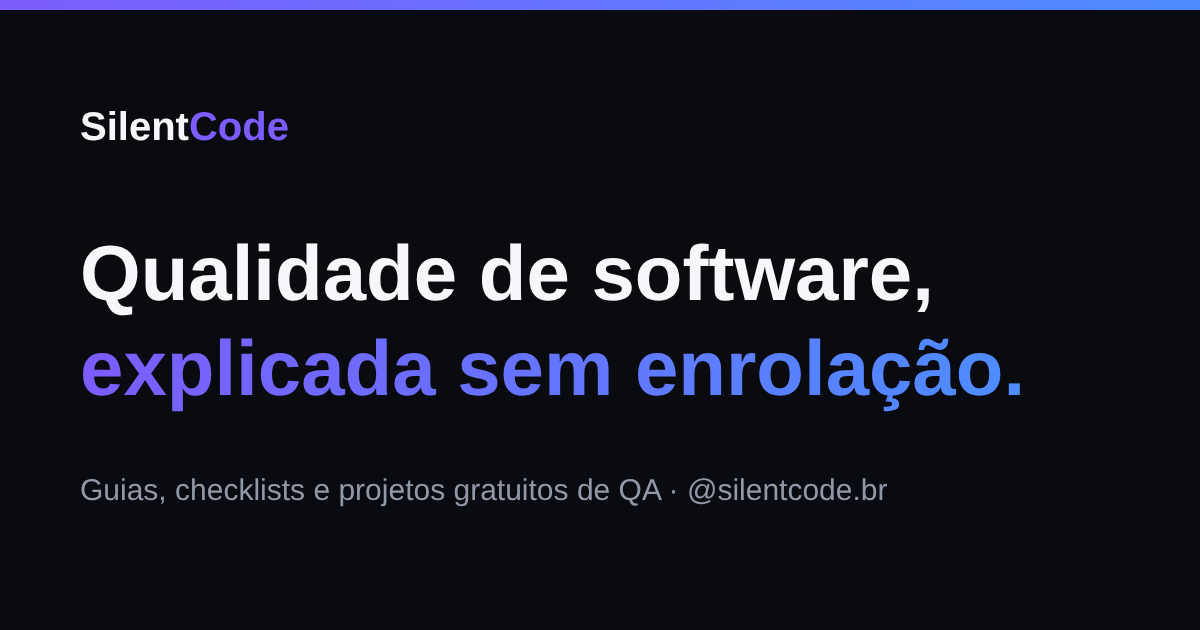 SilentCode
Qualidade de software,
explicada sem enrolação.
Guias, checklists e projetos gratuitos de QA · @silentcode.br